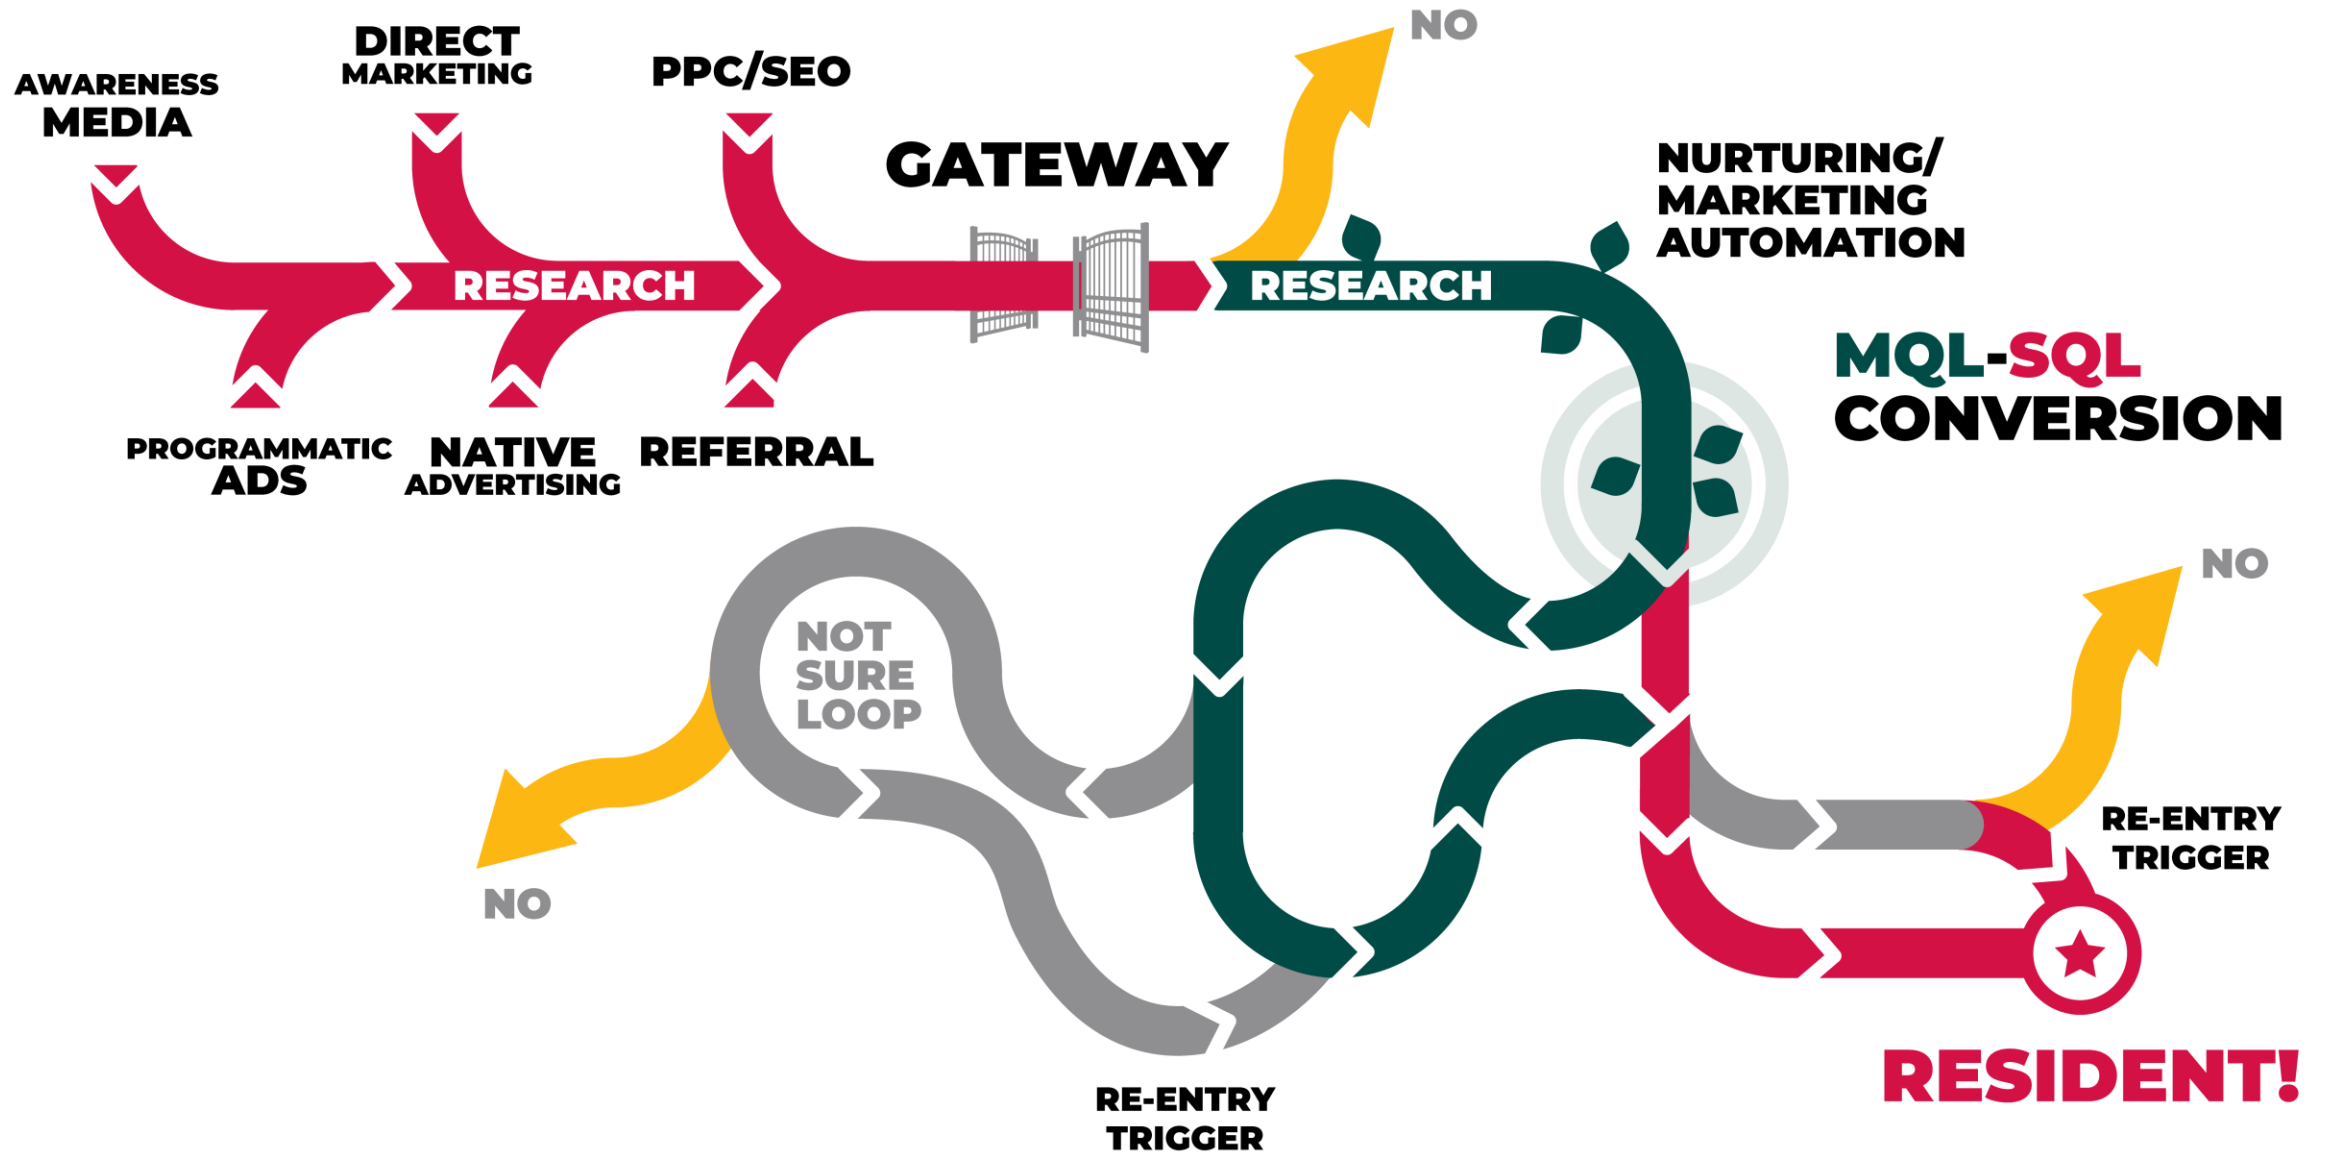 AWARENESS
MEDIA
DIRECT
MARKETING
PPC/SEO
GATEWAY
NO
NURTURING/
MARKETING
AUTOMATION
RESEARCH
RESEARCH
MQL-SQL
CONVERSION
PROGRAMMATIC
ADS
NATIVE
ADVERTISING
REFERRAL
NOT
SURE
LOOP
NO
NO
RE-ENTRY
TRIGGER
RESIDENT!
RE-ENTRY
TRIGGER